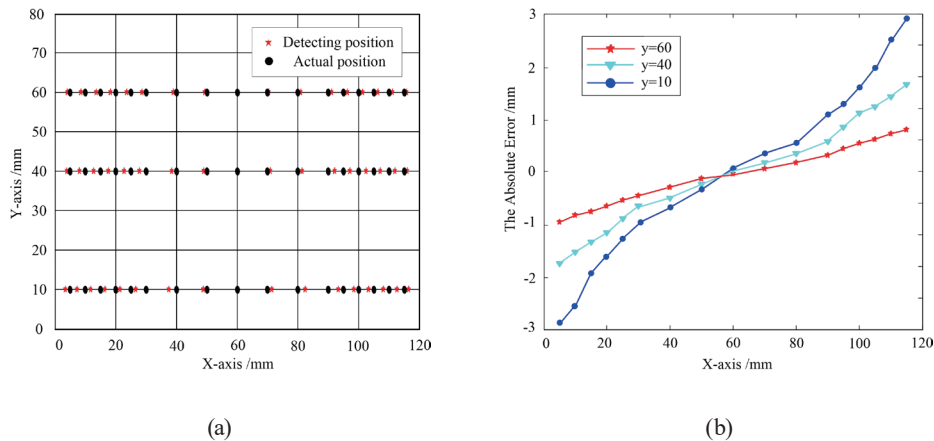 80
70
60
50
40
30
20
10
0
Y-axis /mm
Detecting position
Actual position
0 20 40 60 80 100 120
X-axis /mm
(a)
3
2
1
0
-1
-2
-3
The Absolute Error /mm
y=60
y=40
y=10
0 20 40 60 80 100 120
X-axis /mm
(b)